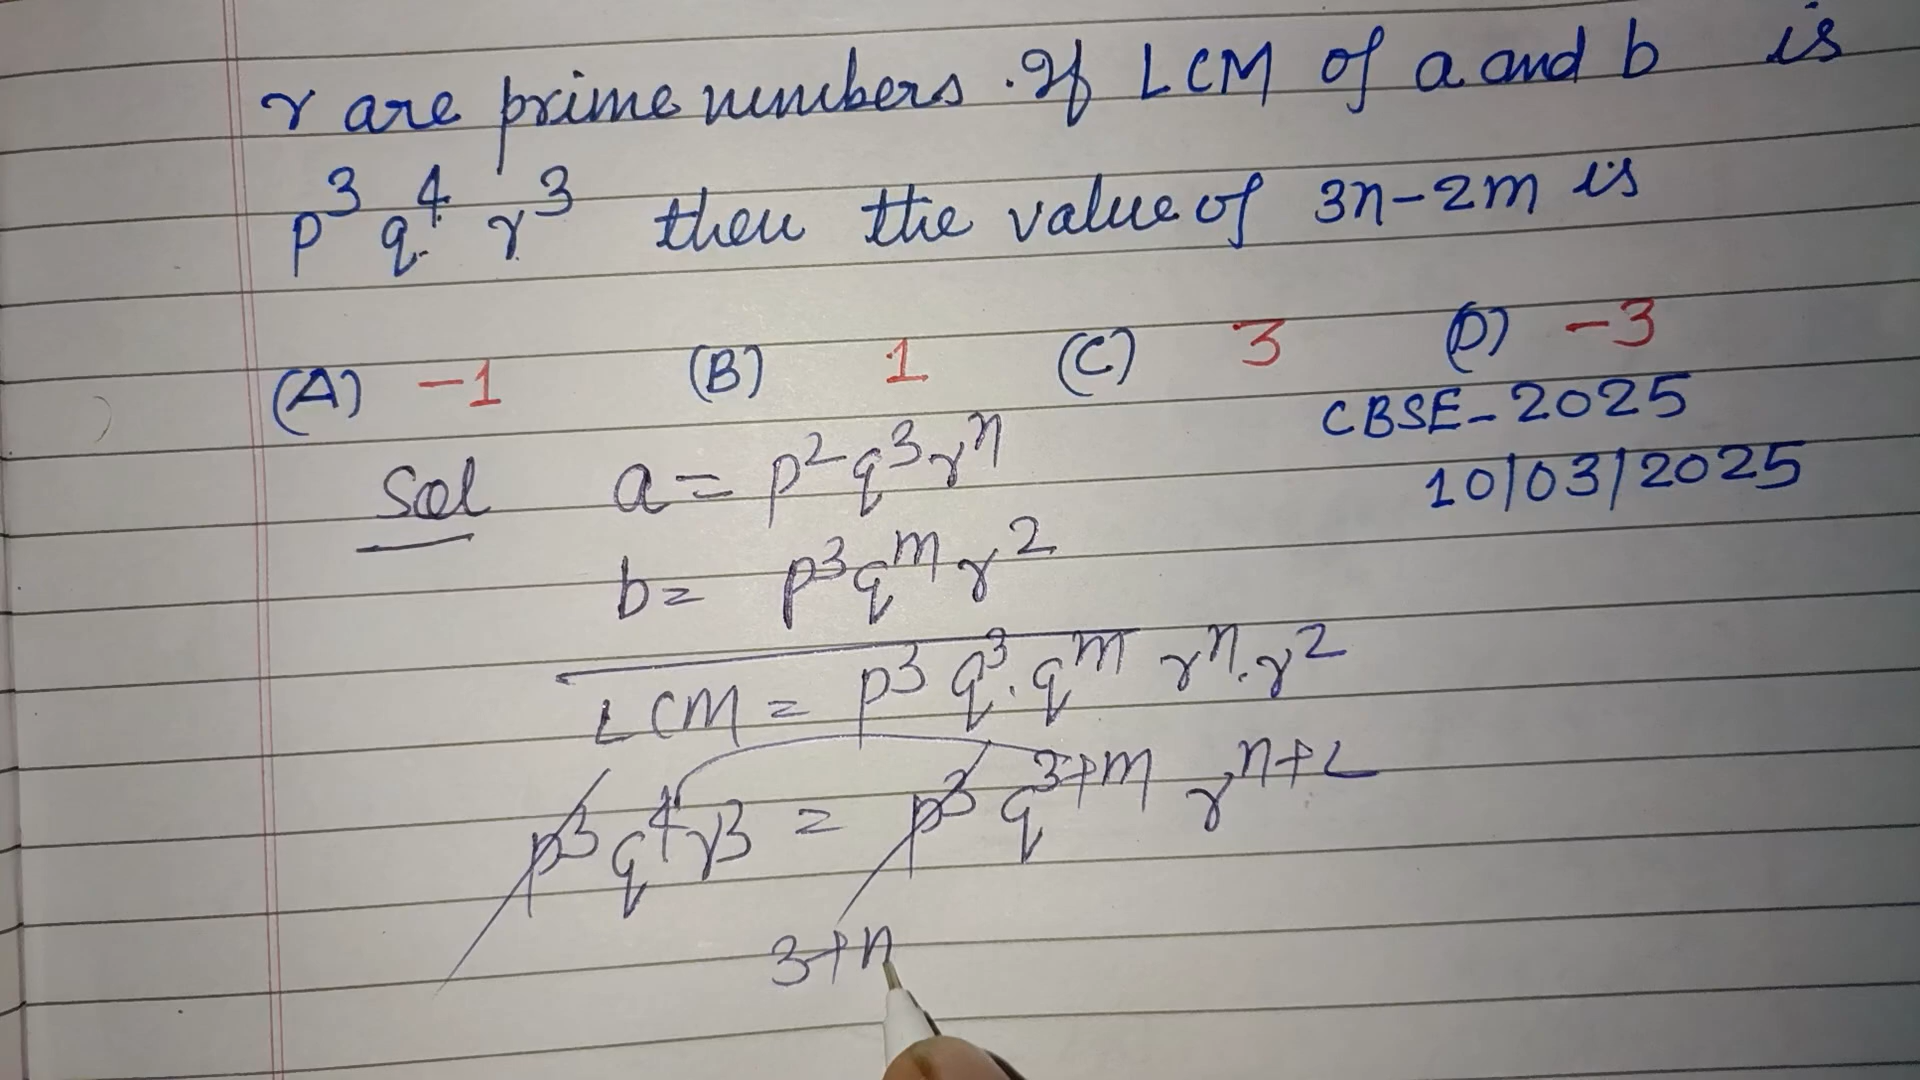 r are prime numbers. If LCM of a and b is
p³ q⁴ r³ then the value of 3n-2m is
(A) -1 (B) 1 (C) 3 (D) -3
CBSE-2025
10/03/2025
Sol a = p² q³ rⁿ
b = p³ qᵐ r²
LCM = p³ q³. qᵐ rⁿ. r²
p³ q⁴ r³ = p³ q³⁺ᵐ rⁿ⁺²
3+n